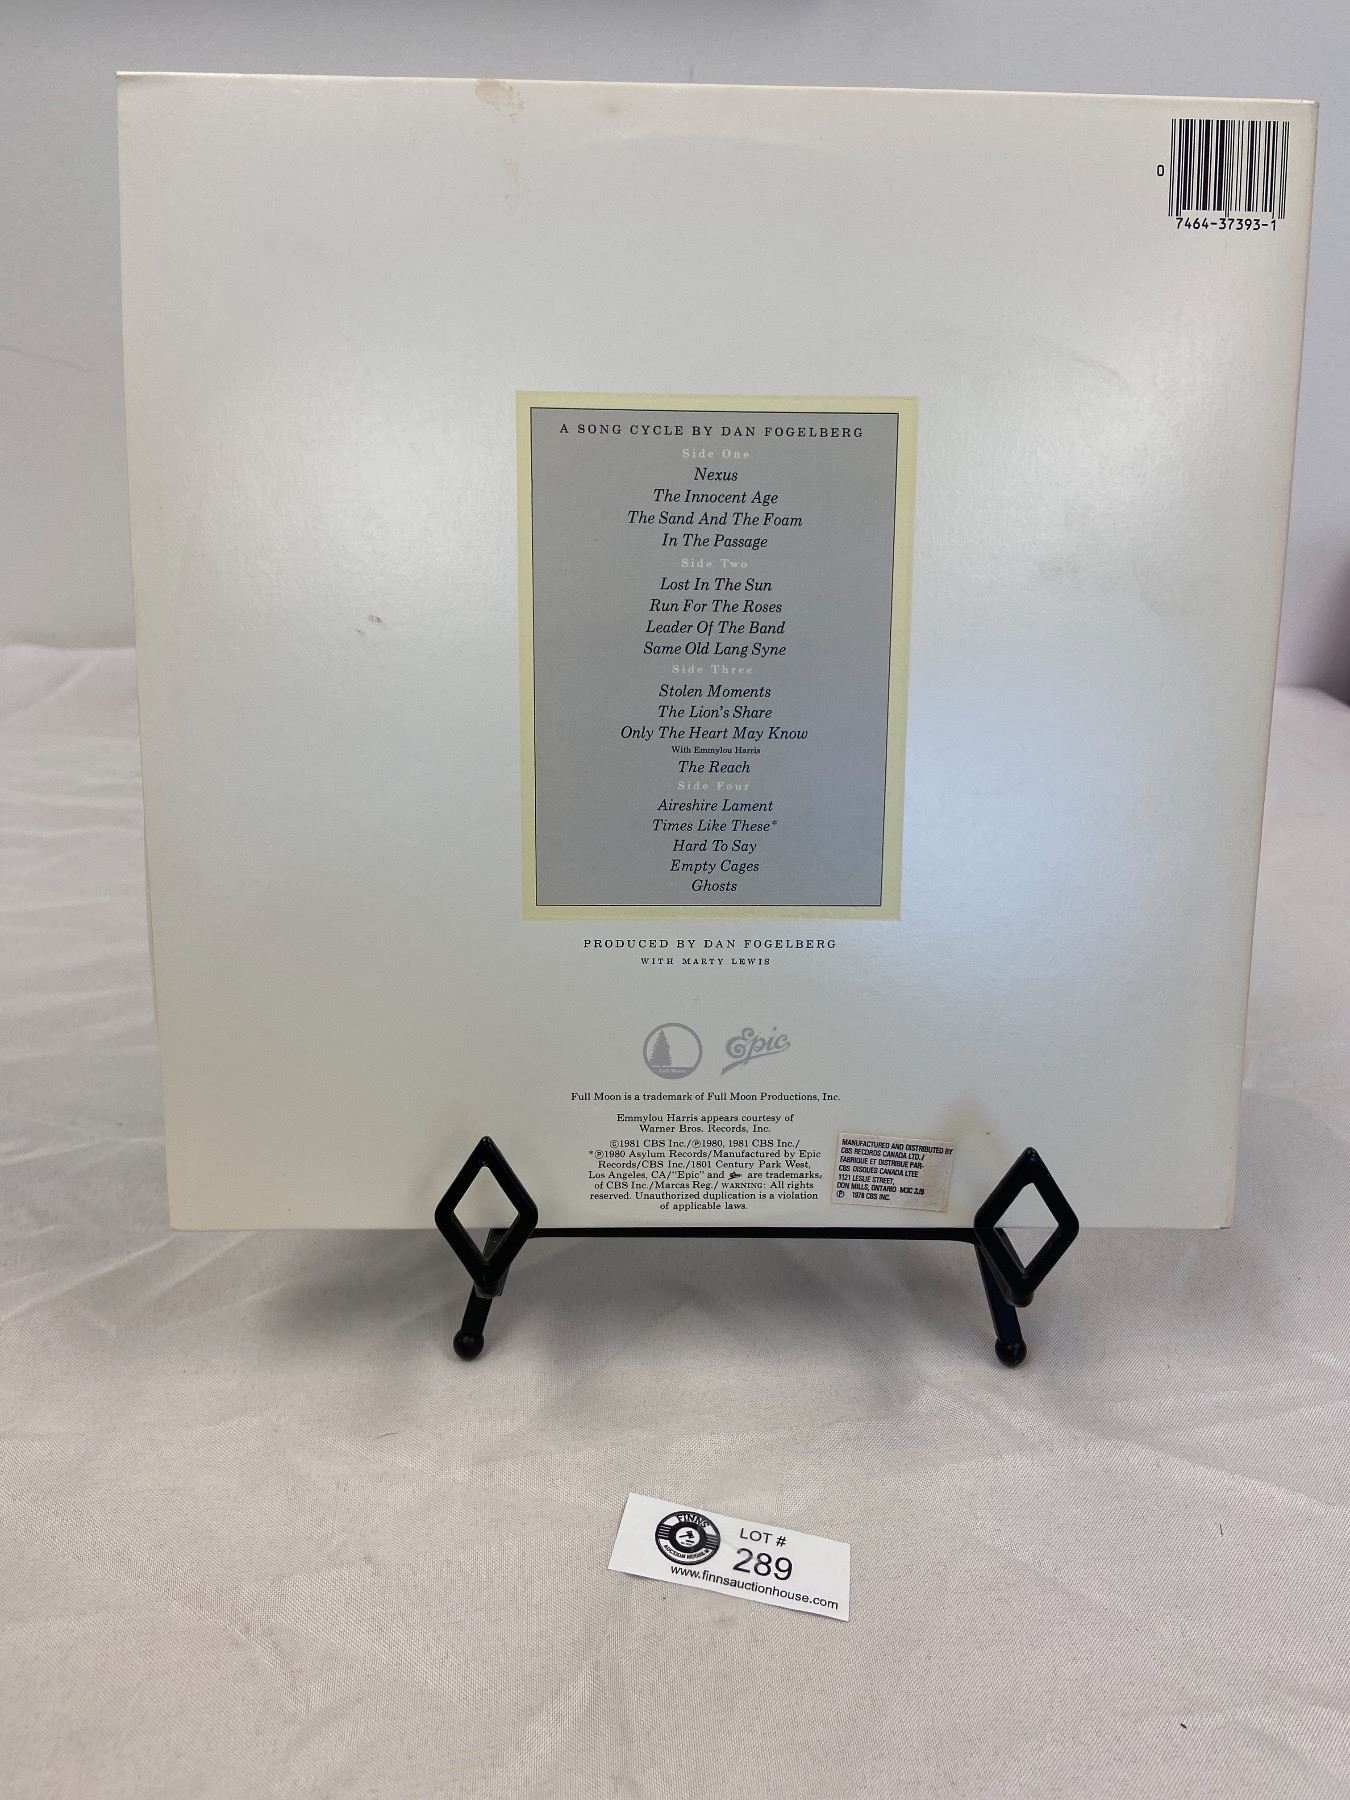 0
7464-37393-1
A SONG CYCLE BY DAN FOGELBERG
Side One
Nexus
The Innocent Age
The Sand And The Foam
In The Passage
Side Two
Lost In The Sun
Run For The Roses
Leader Of The Band
Same Old Lang Syne
Side Three
Stolen Moments
The Lion's Share
Only The Heart May Know
With Emmylou Harris
The Reach
Side Four
Aireshire Lament
Times Like These*
Hard To Say
Empty Cages
Ghosts
PRODUCED BY DAN FOGELBERG
WITH MARTY LEWIS
Full Moon
Epic
Full Moon is a trademark of Full Moon Productions, Inc.
Emmylou Harris appears courtesy of
Warner Bros. Records, Inc.
©1981 CBS Inc./℗1980, 1981 CBS Inc./
*℗1980 Asylum Records/Manufactured by Epic
Records/CBS Inc./1801 Century Park West,
Los Angeles, CA/"Epic" and are trademarks,
of CBS Inc./Marcas Reg./ WARNING: All rights
reserved. Unauthorized duplication is a violation
of applicable laws.
MANUFACTURED AND DISTRIBUTED BY
CBS RECORDS CANADA LTD./
FABRIQUE ET DISTRIBUE PAR-
CBS DISQUES CANADA LTEE
1121 LESLIE STREET,
DON MILLS, ONTARIO M3C 2J9
℗ 1978 CBS INC.
FINNS
AUCTION HOUSE
LOT #
289
www.finnsauctionhouse.com